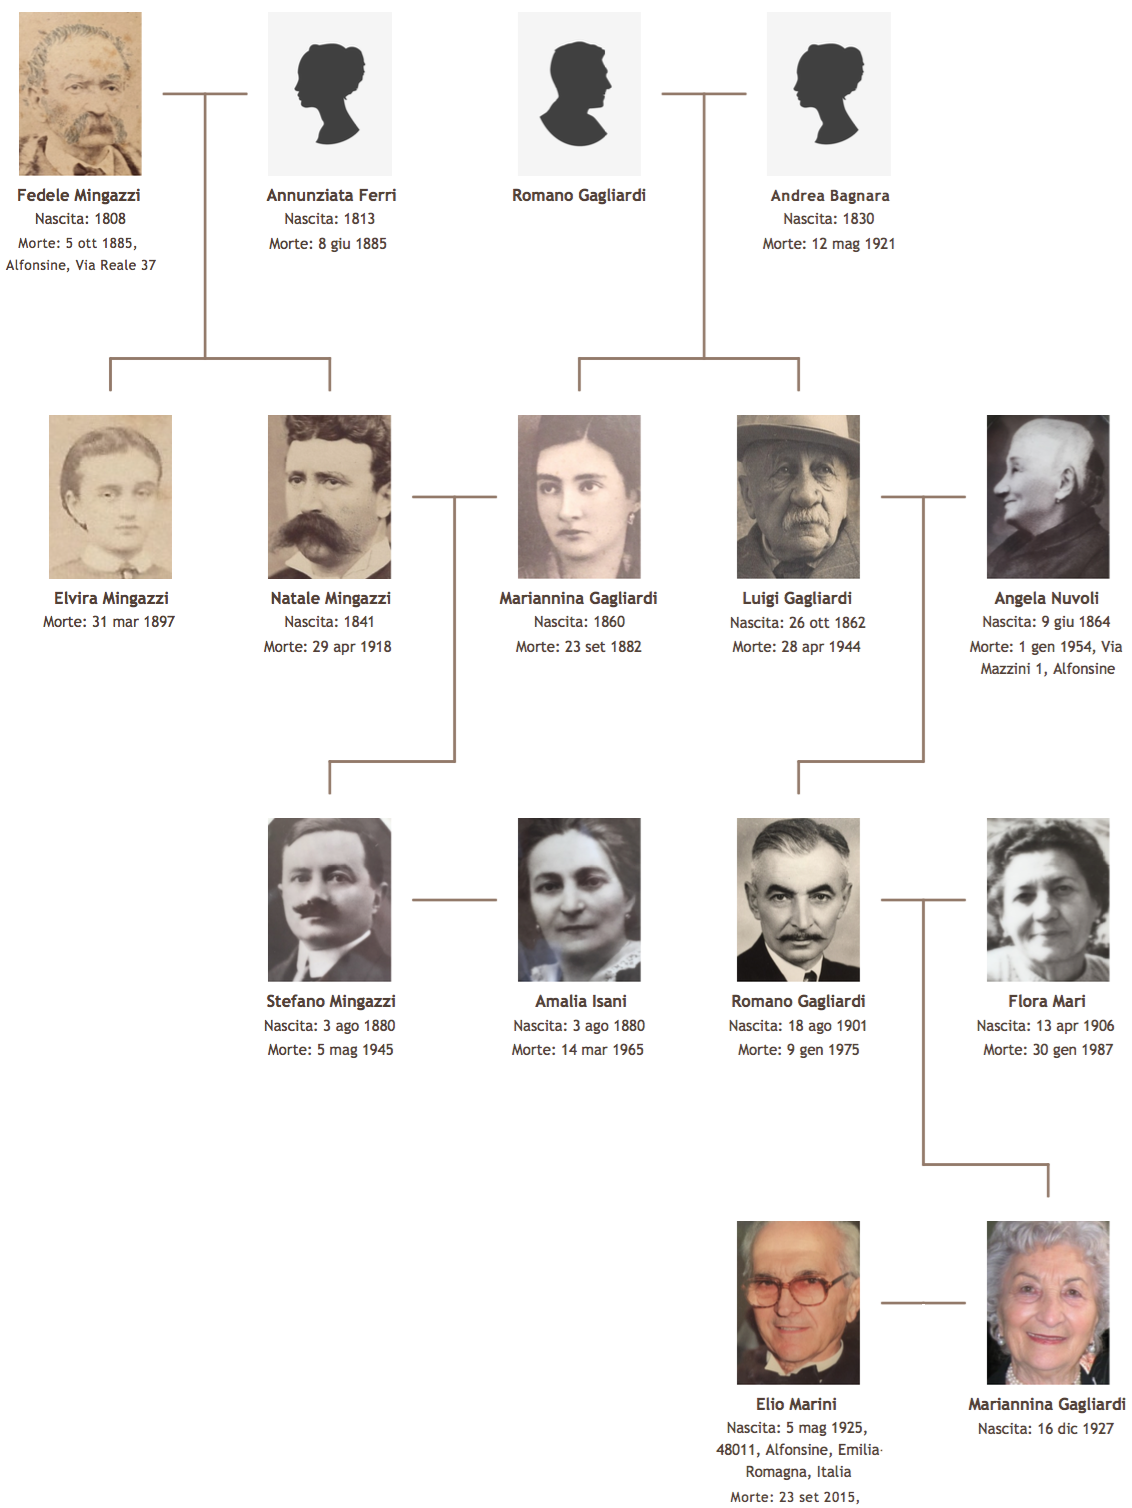 Fedele Mingazzi
Nascita: 1808
Morte: 5 ott 1885,
Alfonsine, Via Reale 37
Annunziata Ferri
Nascita: 1813
Morte: 8 giu 1885
Romano Gagliardi
Andrea Bagnara
Nascita: 1830
Morte: 12 mag 1921
Elvira Mingazzi
Morte: 31 mar 1897
Natale Mingazzi
Nascita: 1841
Morte: 29 apr 1918
Mariannina Gagliardi
Nascita: 1860
Morte: 23 set 1882
Luigi Gagliardi
Nascita: 26 ott 1862
Morte: 28 apr 1944
Angela Nuvoli
Nascita: 9 giu 1864
Morte: 1 gen 1954, Via
Mazzini 1, Alfonsine
Stefano Mingazzi
Nascita: 3 ago 1880
Morte: 5 mag 1945
Amalia Isani
Nascita: 3 ago 1880
Morte: 14 mar 1965
Romano Gagliardi
Nascita: 18 ago 1901
Morte: 9 gen 1975
Flora Mari
Nascita: 13 apr 1906
Morte: 30 gen 1987
Elio Marini
Nascita: 5 mag 1925,
48011, Alfonsine, Emilia-
Romagna, Italia
Morte: 23 set 2015,
Mariannina Gagliardi
Nascita: 16 dic 1927